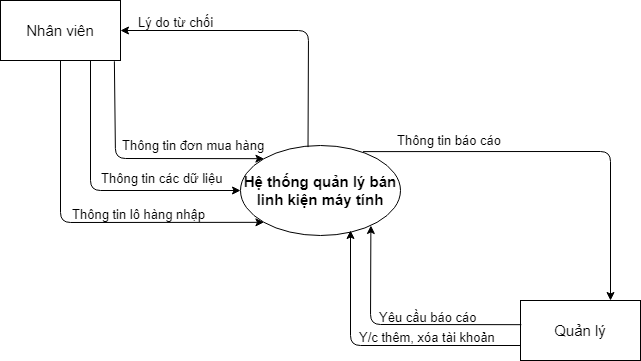 Lý do từ chối
Nhân viên
Thông tin đơn mua hàng
Thông tin báo cáo
Thông tin các dữ liệu
Hệ thống quản lý bán
linh kiện máy tính
Thông tin lô hàng nhập
Yêu cầu báo cáo
Y/c thêm, xóa tài khoản
Quản lý